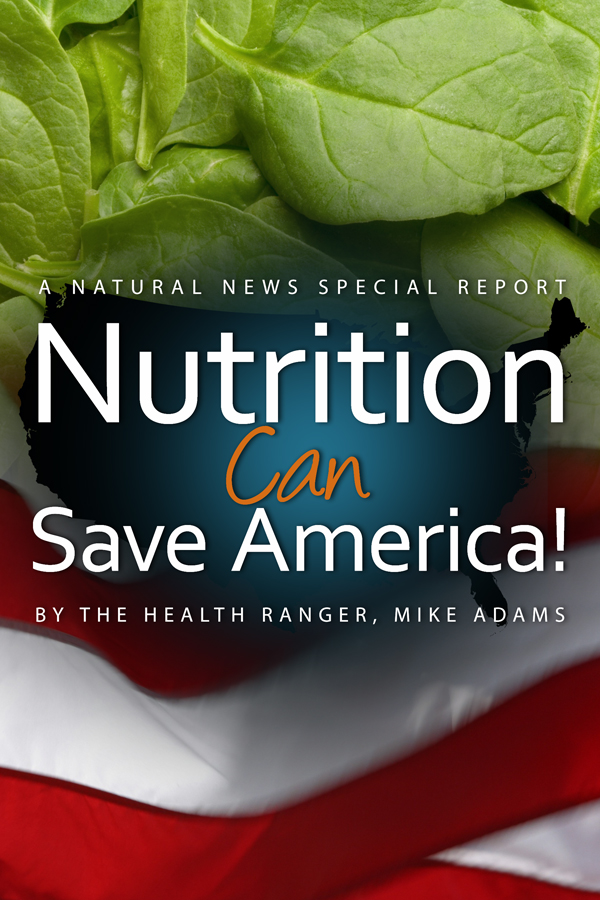 A NATURAL NEWS SPECIAL REPORT
Nutrition
Can
Save America!
BY THE HEALTH RANGER, MIKE ADAMS